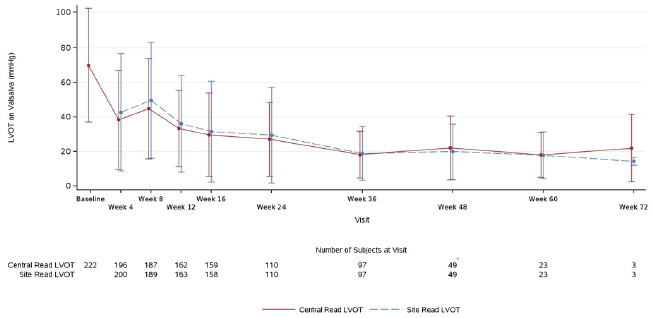 LVOT on Valsalva (mmHg)
100
80
60
40
20
0
Baseline Week 8 Week 16 Week 24 Week 36 Week 48 Week 60 Week 72
Week 4 Week 12
Visit
Number of Subjects at Visit
Central Read LVOT 222 196 187 162 159 110 97 49 23 3
Site Read LVOT 200 189 163 158 110 97 49 23 3
Central Read LVOT Site Read LVOT